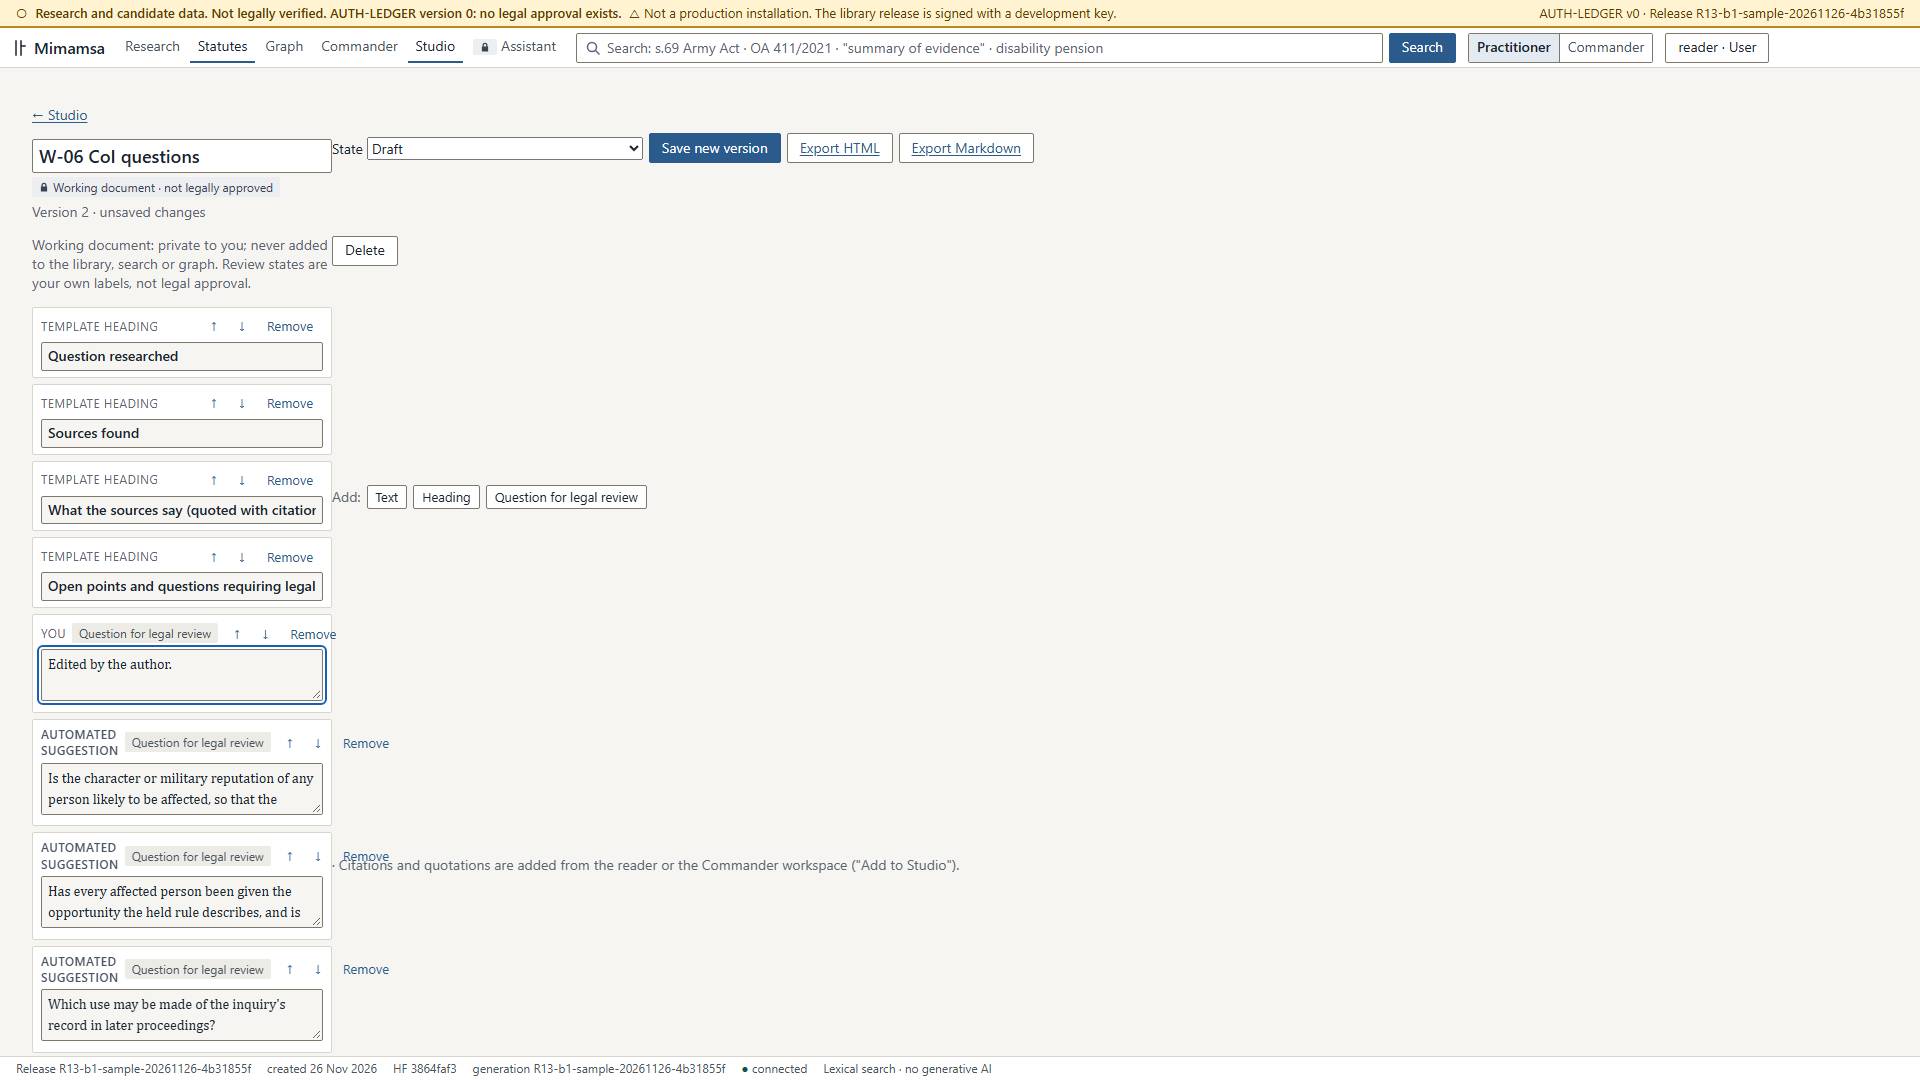 Research and candidate data. Not legally verified. AUTH-LEDGER version 0: no legal approval exists. ⚠ Not a production installation. The library release is signed with a development key.
AUTH-LEDGER v0 · Release R13-b1-sample-20261126-4b31855f
Mimamsa Research Statutes Graph Commander Studio Assistant Search: s.69 Army Act · OA 411/2021 · "summary of evidence" · disability pension Search Practitioner Commander reader · User
← Studio
W-06 CoI questions State Draft Save new version Export HTML Export Markdown
Working document · not legally approved
Version 2 · unsaved changes
Working document: private to you; never added
to the library, search or graph. Review states are
your own labels, not legal approval.
Delete
TEMPLATE HEADING ↑ ↓ Remove
Question researched
TEMPLATE HEADING ↑ ↓ Remove
Sources found
TEMPLATE HEADING ↑ ↓ Remove
What the sources say (quoted with citation
Add: Text Heading Question for legal review
TEMPLATE HEADING ↑ ↓ Remove
Open points and questions requiring legal
YOU Question for legal review ↑ ↓ Remove
Edited by the author.
AUTOMATED
SUGGESTION Question for legal review ↑ ↓ Remove
Is the character or military reputation of any
person likely to be affected, so that the
AUTOMATED
SUGGESTION Question for legal review ↑ ↓ Remove
· Citations and quotations are added from the reader or the Commander workspace ("Add to Studio").
Has every affected person been given the
opportunity the held rule describes, and is
AUTOMATED
SUGGESTION Question for legal review ↑ ↓ Remove
Which use may be made of the inquiry's
record in later proceedings?
Release R13-b1-sample-20261126-4b31855f created 26 Nov 2026 HF 3864faf3 generation R13-b1-sample-20261126-4b31855f ● connected Lexical search · no generative AI